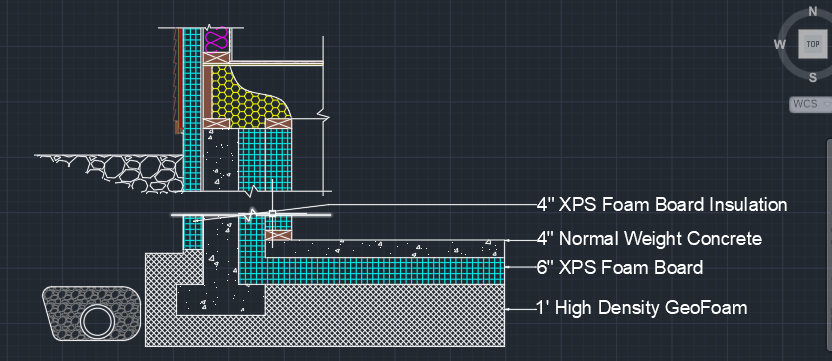 N
W
TOP
S
WCS
4" XPS Foam Board Insulation
4" Normal Weight Concrete
6" XPS Foam Board
1' High Density GeoFoam